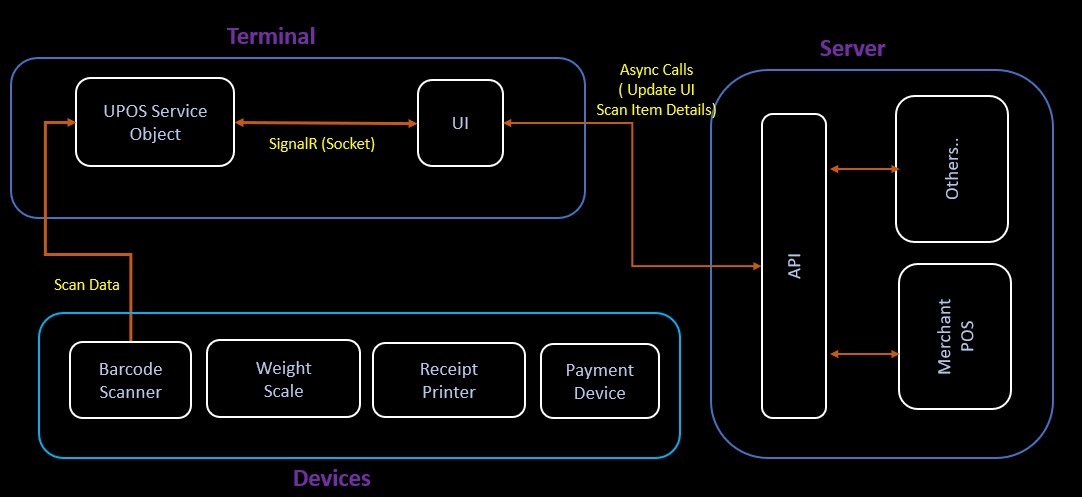 Terminal
Server
UPOS Service
Object
SignalR (Socket)
UI
Async Calls
( Update UI
Scan Item Details)
API
Others..
Merchant
POS
Scan Data
Barcode
Scanner
Weight
Scale
Receipt
Printer
Payment
Device
Devices